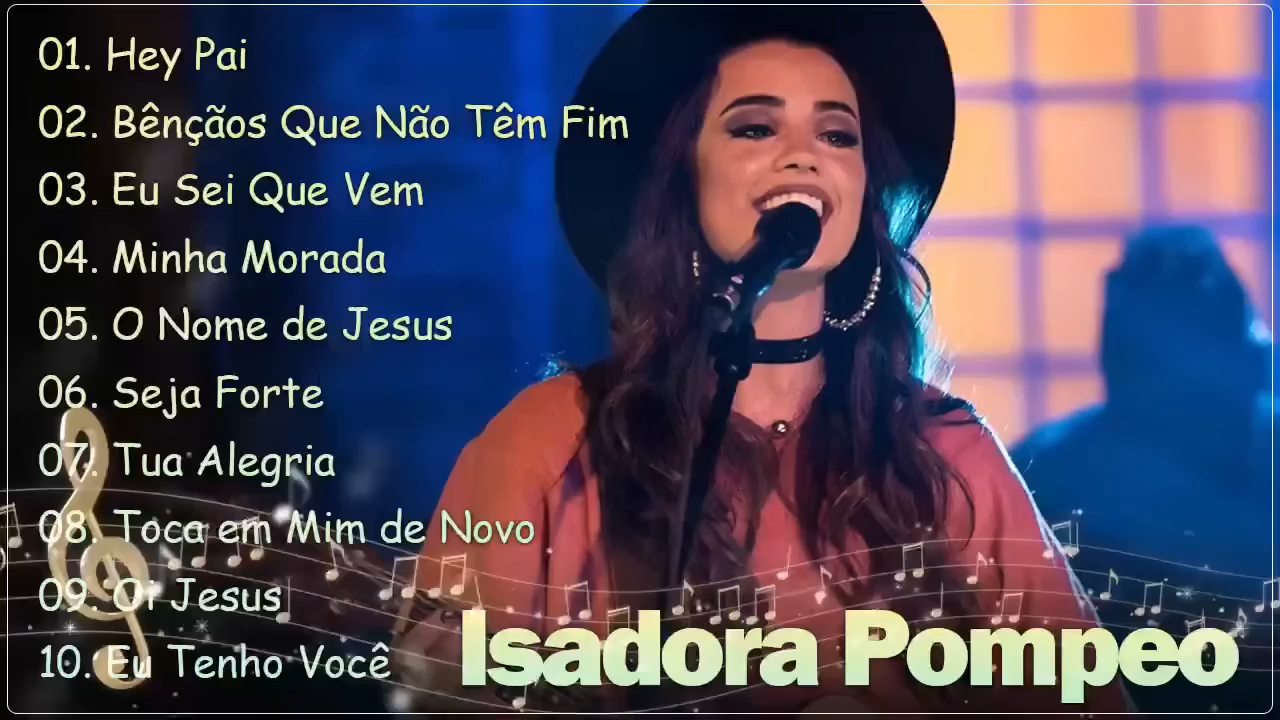 01. Hey Pai
02. Bênçãos Que Não Têm Fim
03. Eu Sei Que Vem
04. Minha Morada
05. O Nome de Jesus
06. Seja Forte
07. Tua Alegria
08. Toca em Mim de Novo
09. Oi Jesus
10. Eu Tenho Você
Isadora Pompeo